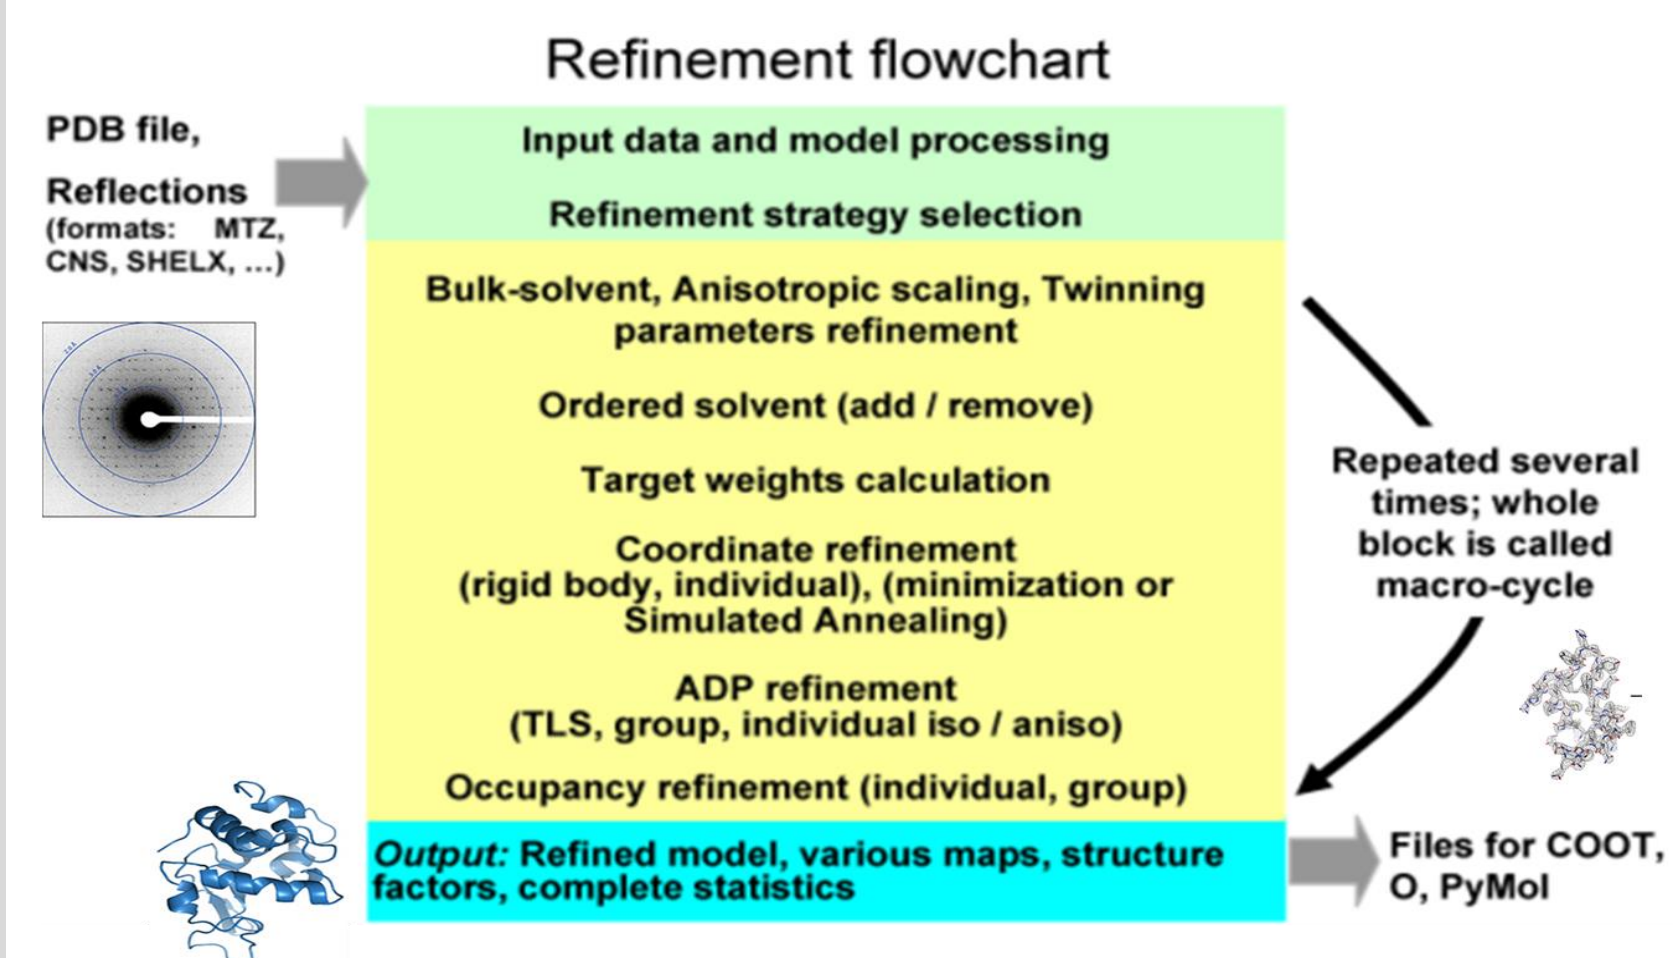 Refinement flowchart
PDB file,
Reflections
(formats: MTZ,
CNS, SHELX, ...)
Input data and model processing
Refinement strategy selection
Bulk-solvent, Anisotropic scaling, Twinning
parameters refinement
Ordered solvent (add / remove)
Target weights calculation
Coordinate refinement
(rigid body, individual), (minimization or
Simulated Annealing)
ADP refinement
(TLS, group, individual iso / aniso)
Occupancy refinement (individual, group)
Repeated several
times; whole
block is called
macro-cycle
Output: Refined model, various maps, structure
factors, complete statistics
Files for COOT,
O, PyMol